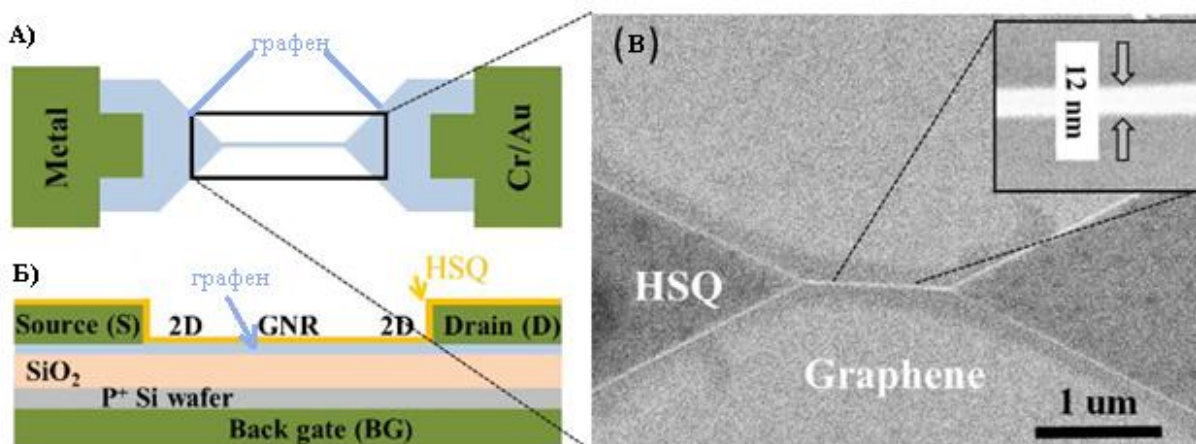 А)
графен
Metal
Cr/Au
Б)
графен
HSQ
Source (S)
2D
GNR
2D
Drain (D)
SiO₂
P⁺ Si wafer
Back gate (BG)
(В)
12 nm
HSQ
Graphene
1 um